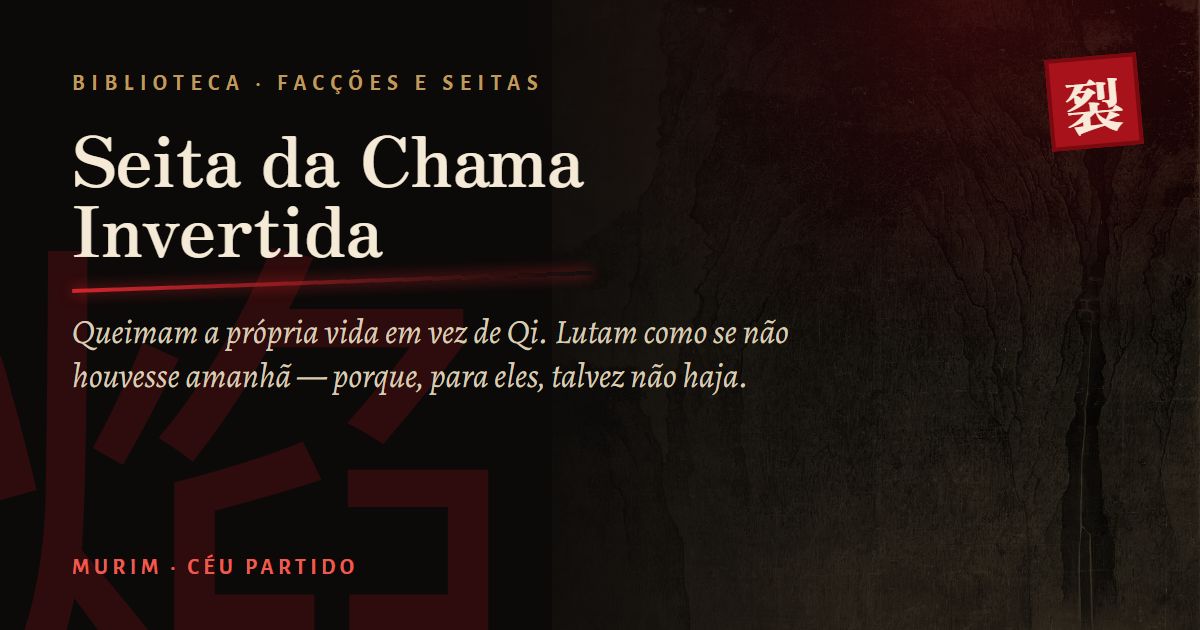 BIBLIOTECA · FACÇÕES E SEITAS
裂
Seita da Chama
Invertida
Queimam a própria vida em vez de Qi. Lutam como se não
houvesse amanhã — porque, para eles, talvez não haja.
焰
MURIM · CÉU PARTIDO